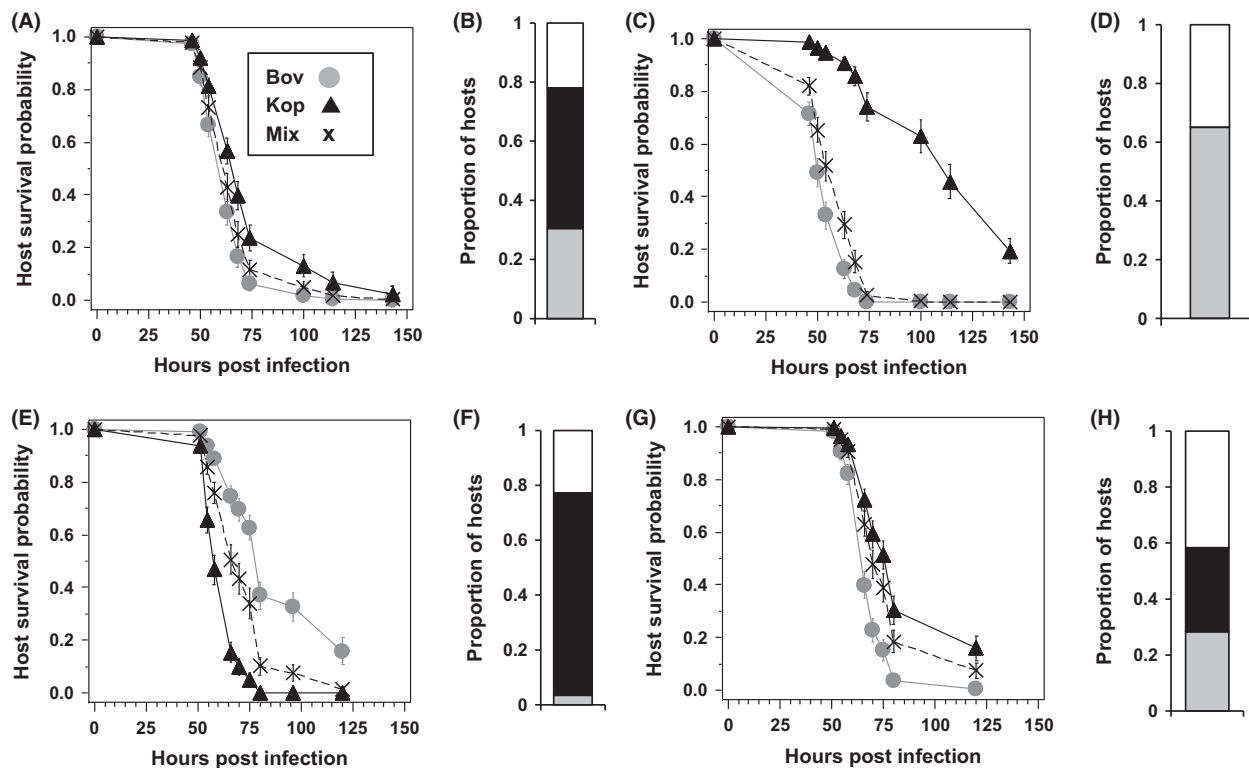 (A)
Host survival probability
1.0
0.8
0.6
0.4
0.2
0.0
Bov
Kop
Mix x
0 25 50 75 100 125 150
Hours post infection
(B)
Proportion of hosts
1
0.8
0.6
0.4
0.2
0
(C)
Host survival probability
1.0
0.8
0.6
0.4
0.2
0.0
0 25 50 75 100 125 150
Hours post infection
(D)
Proportion of hosts
1
0.8
0.6
0.4
0.2
0
(E)
Host survival probability
1.0
0.8
0.6
0.4
0.2
0.0
0 25 50 75 100 125 150
Hours post infection
(F)
Proportion of hosts
1
0.8
0.6
0.4
0.2
0
(G)
Host survival probability
1.0
0.8
0.6
0.4
0.2
0.0
0 25 50 75 100 125 150
Hours post infection
(H)
Proportion of hosts
1
0.8
0.6
0.4
0.2
0